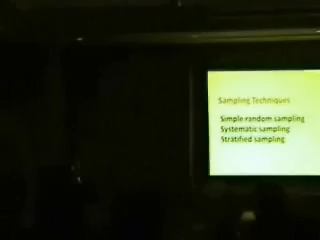 Sampling Techniques
Simple random sampling
Systematic sampling
Stratified sampling